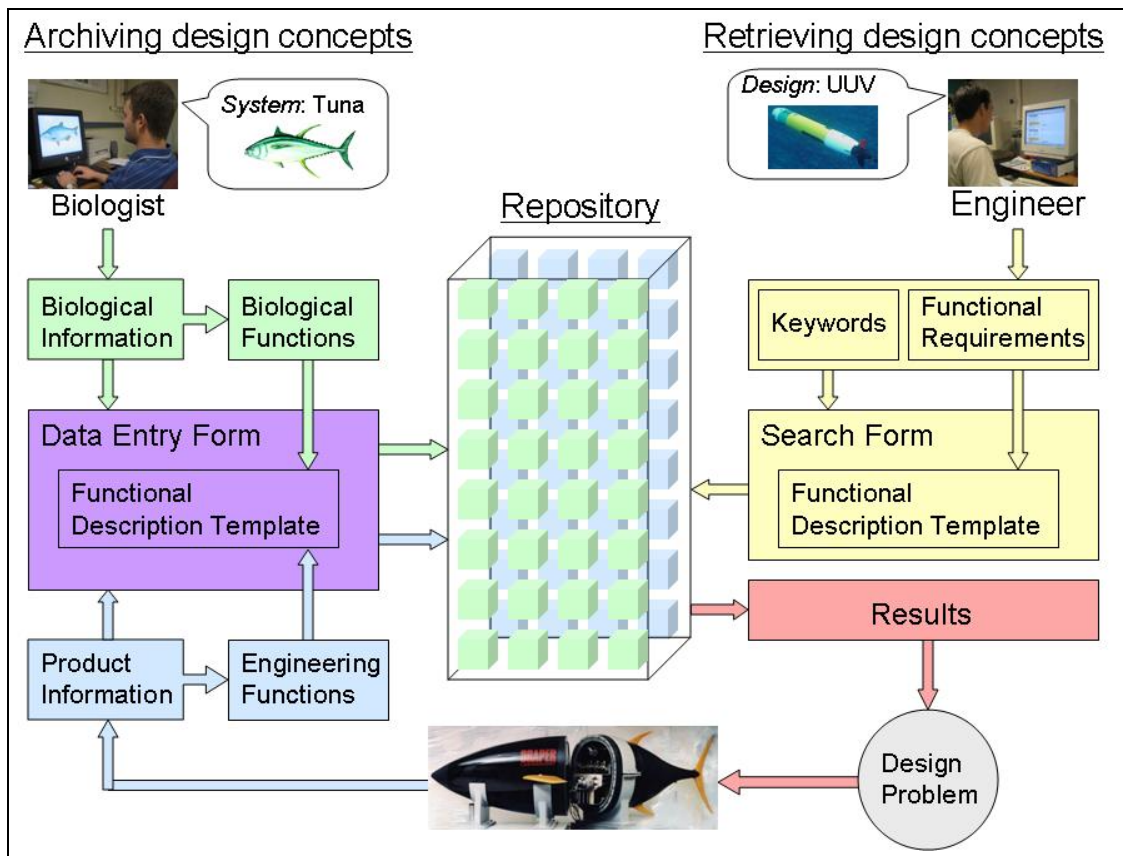 Archiving design concepts
Retrieving design concepts
System: Tuna
Design: UUV
Biologist
Repository
Engineer
Biological
Information
Biological
Functions
Keywords
Functional
Requirements
Data Entry Form
Functional
Description Template
Search Form
Functional
Description Template
Results
Product
Information
Engineering
Functions
DRAPER
Design
Problem